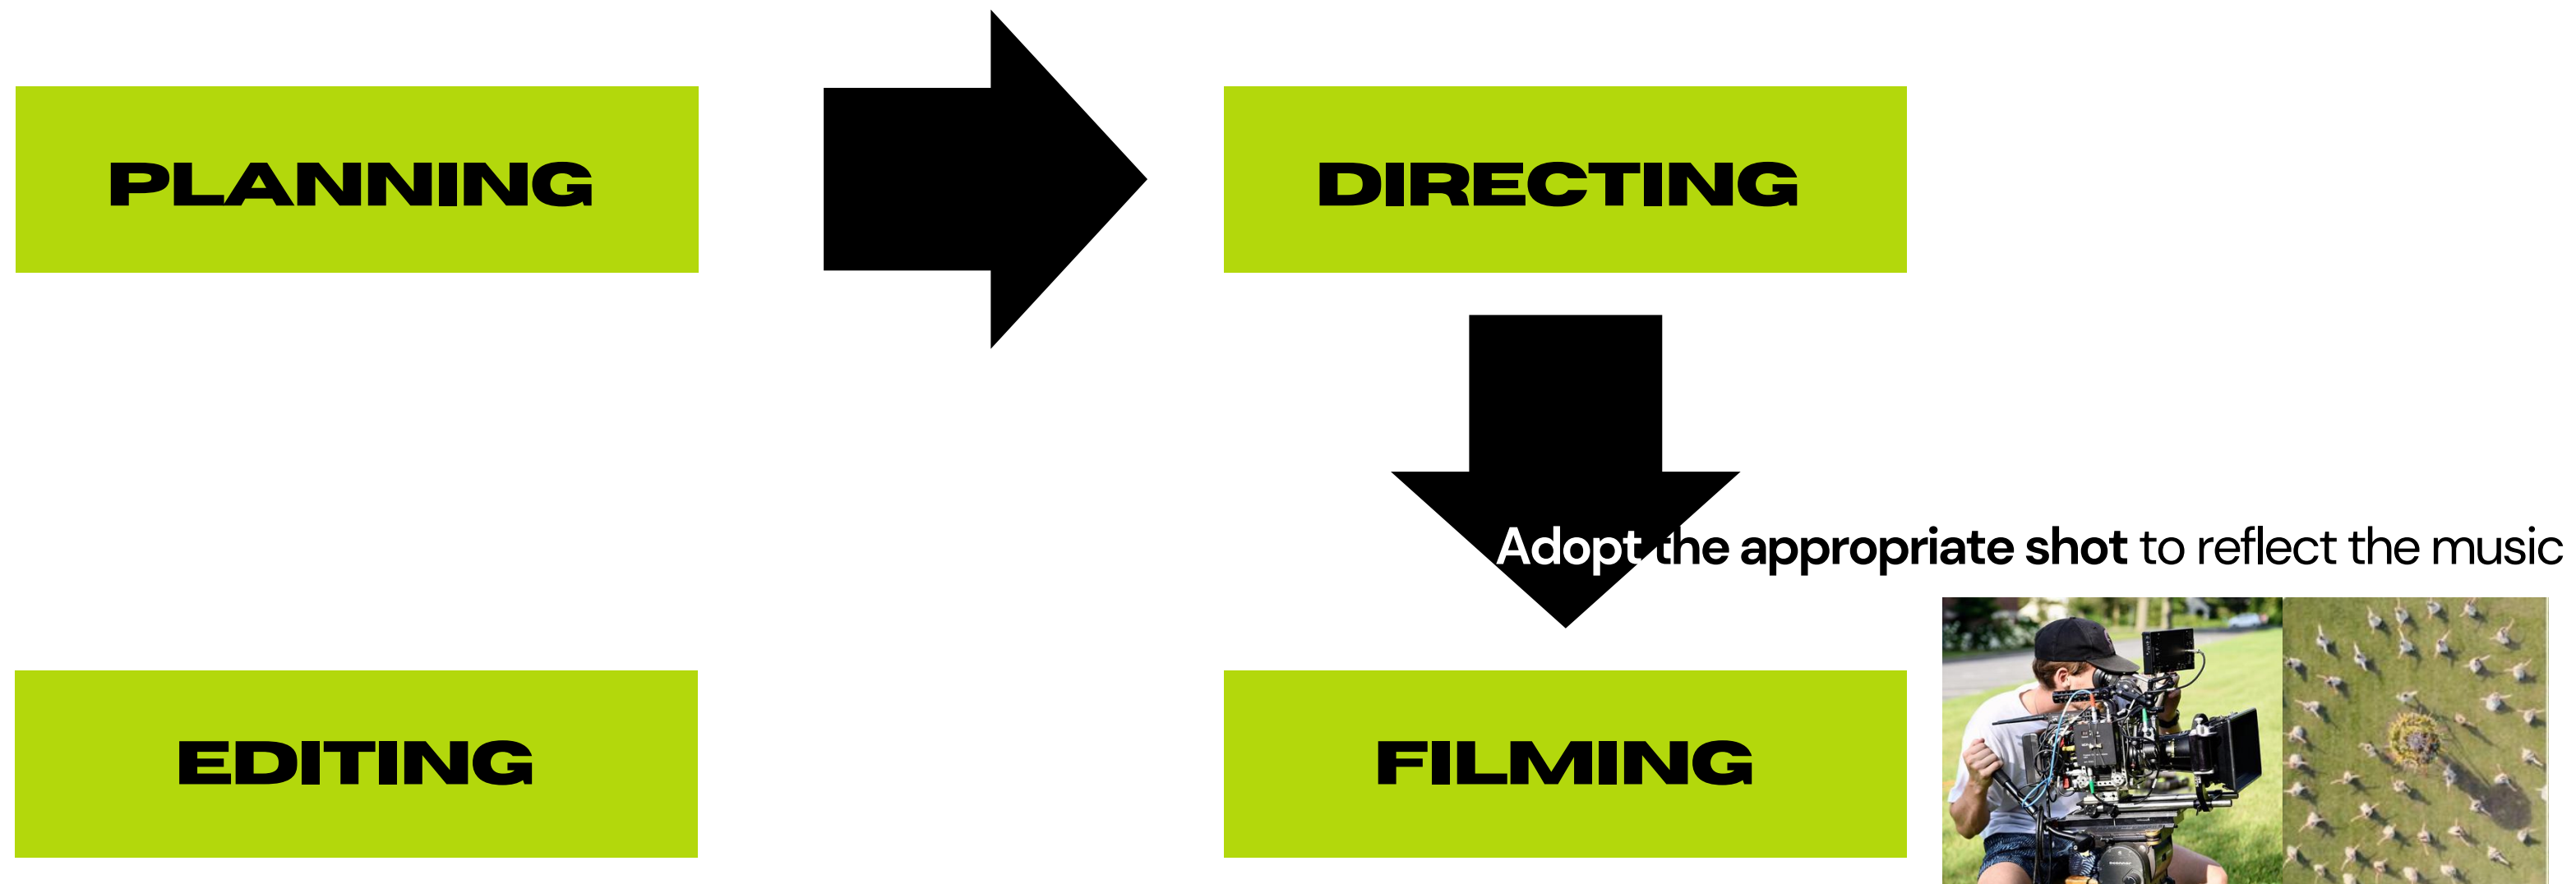 PLANNING
DIRECTING
Adopt the appropriate shot to reflect the music
EDITING
FILMING